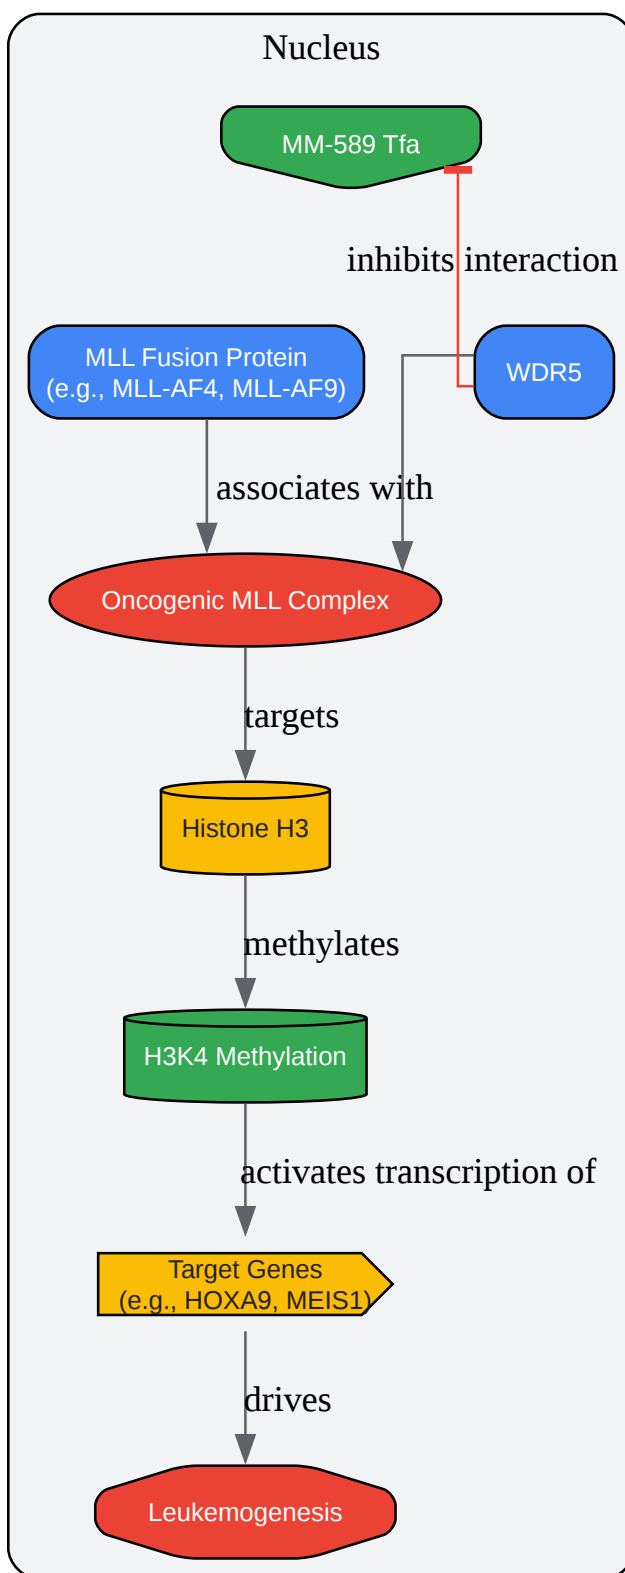 Nucleus
MM-589 Tfa
inhibits interaction
MLL Fusion Protein
(e.g., MLL-AF4, MLL-AF9)
WDR5
associates with
Oncogenic MLL Complex
targets
Histone H3
methylates
H3K4 Methylation
activates transcription of
Target Genes
(e.g., HOXA9, MEIS1)
drives
Leukemogenesis